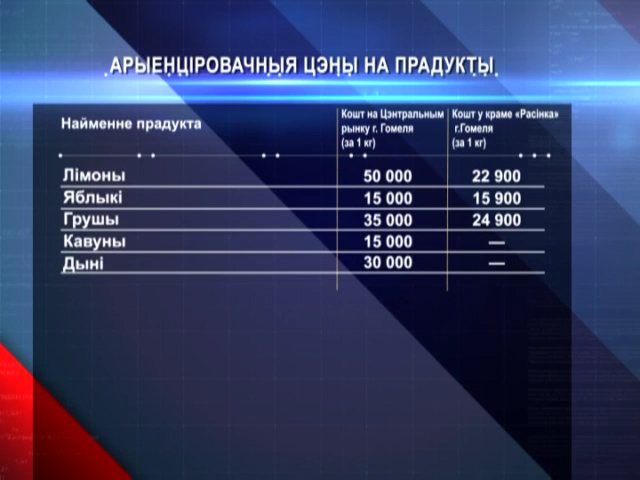 АРЫЕНЦІРОВАЧНЫЯ ЦЭНЫ НА ПРАДУКТЫ
Найменне прадукта
Кошт на Цэнтральным
рынку г. Гомеля
(за 1 кг)
Кошт у краме «Расінка»
г.Гомеля
(за 1 кг)
Лімоны 50 000 22 900
Яблыкі 15 000 15 900
Грушы 35 000 24 900
Кавуны 15 000 —
Дыні 30 000 —